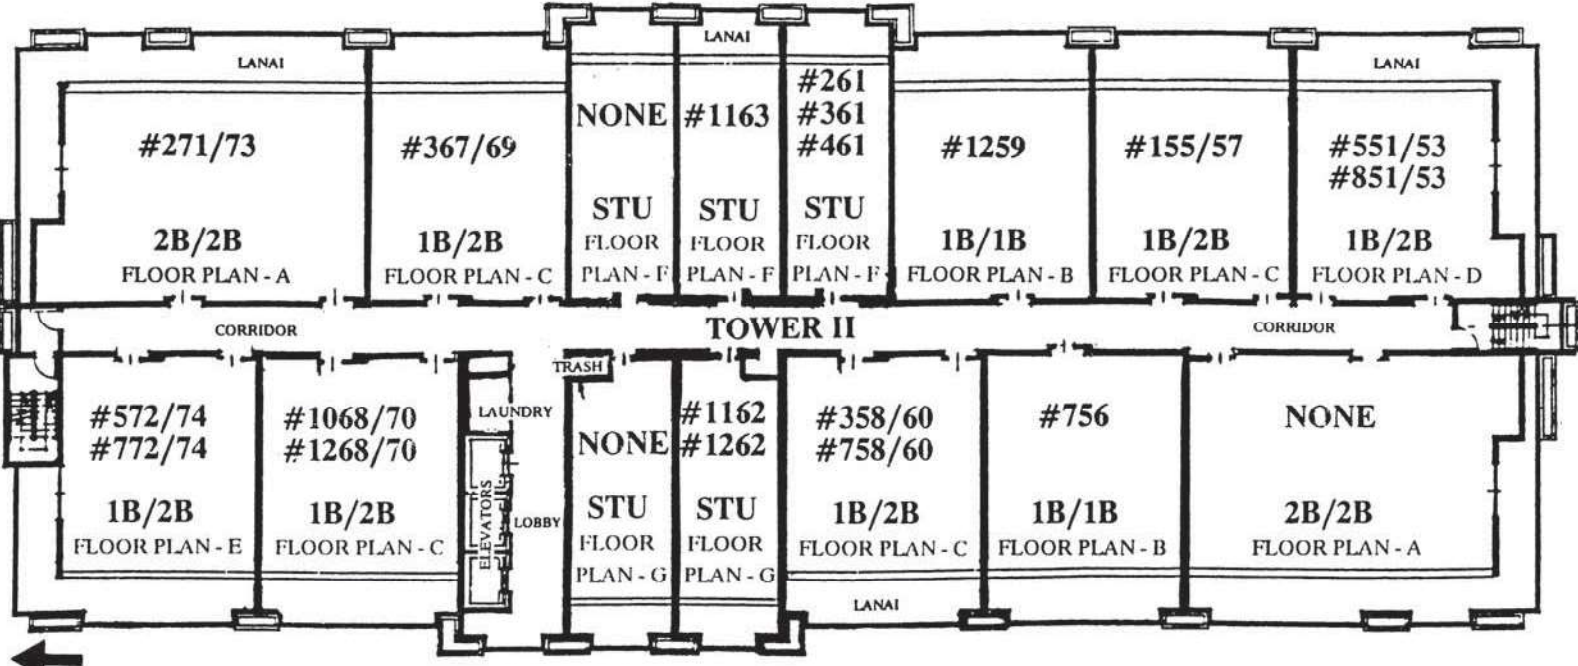 LANAI
#271/73
2B/2B
FLOOR PLAN - A
#367/69
1B/2B
FLOOR PLAN - C
NONE
STU
FLOOR
PLAN - F
LANAI
#1163
STU
FLOOR
PLAN - F
#261
#361
#461
STU
FLOOR
PLAN - F
#1259
1B/1B
FLOOR PLAN - B
#155/57
1B/2B
FLOOR PLAN - C
LANAI
#551/53
#851/53
1B/2B
FLOOR PLAN - D
CORRIDOR
TOWER II
CORRIDOR
#572/74
#772/74
1B/2B
FLOOR PLAN - E
#1068/70
#1268/70
1B/2B
FLOOR PLAN - C
LAUNDRY
ELEVATORS
LOBBY
TRASH
NONE
STU
FLOOR
PLAN - G
#1162
#1262
STU
FLOOR
PLAN - G
#358/60
#758/60
1B/2B
FLOOR PLAN - C
LANAI
#756
1B/1B
FLOOR PLAN - B
NONE
2B/2B
FLOOR PLAN - A